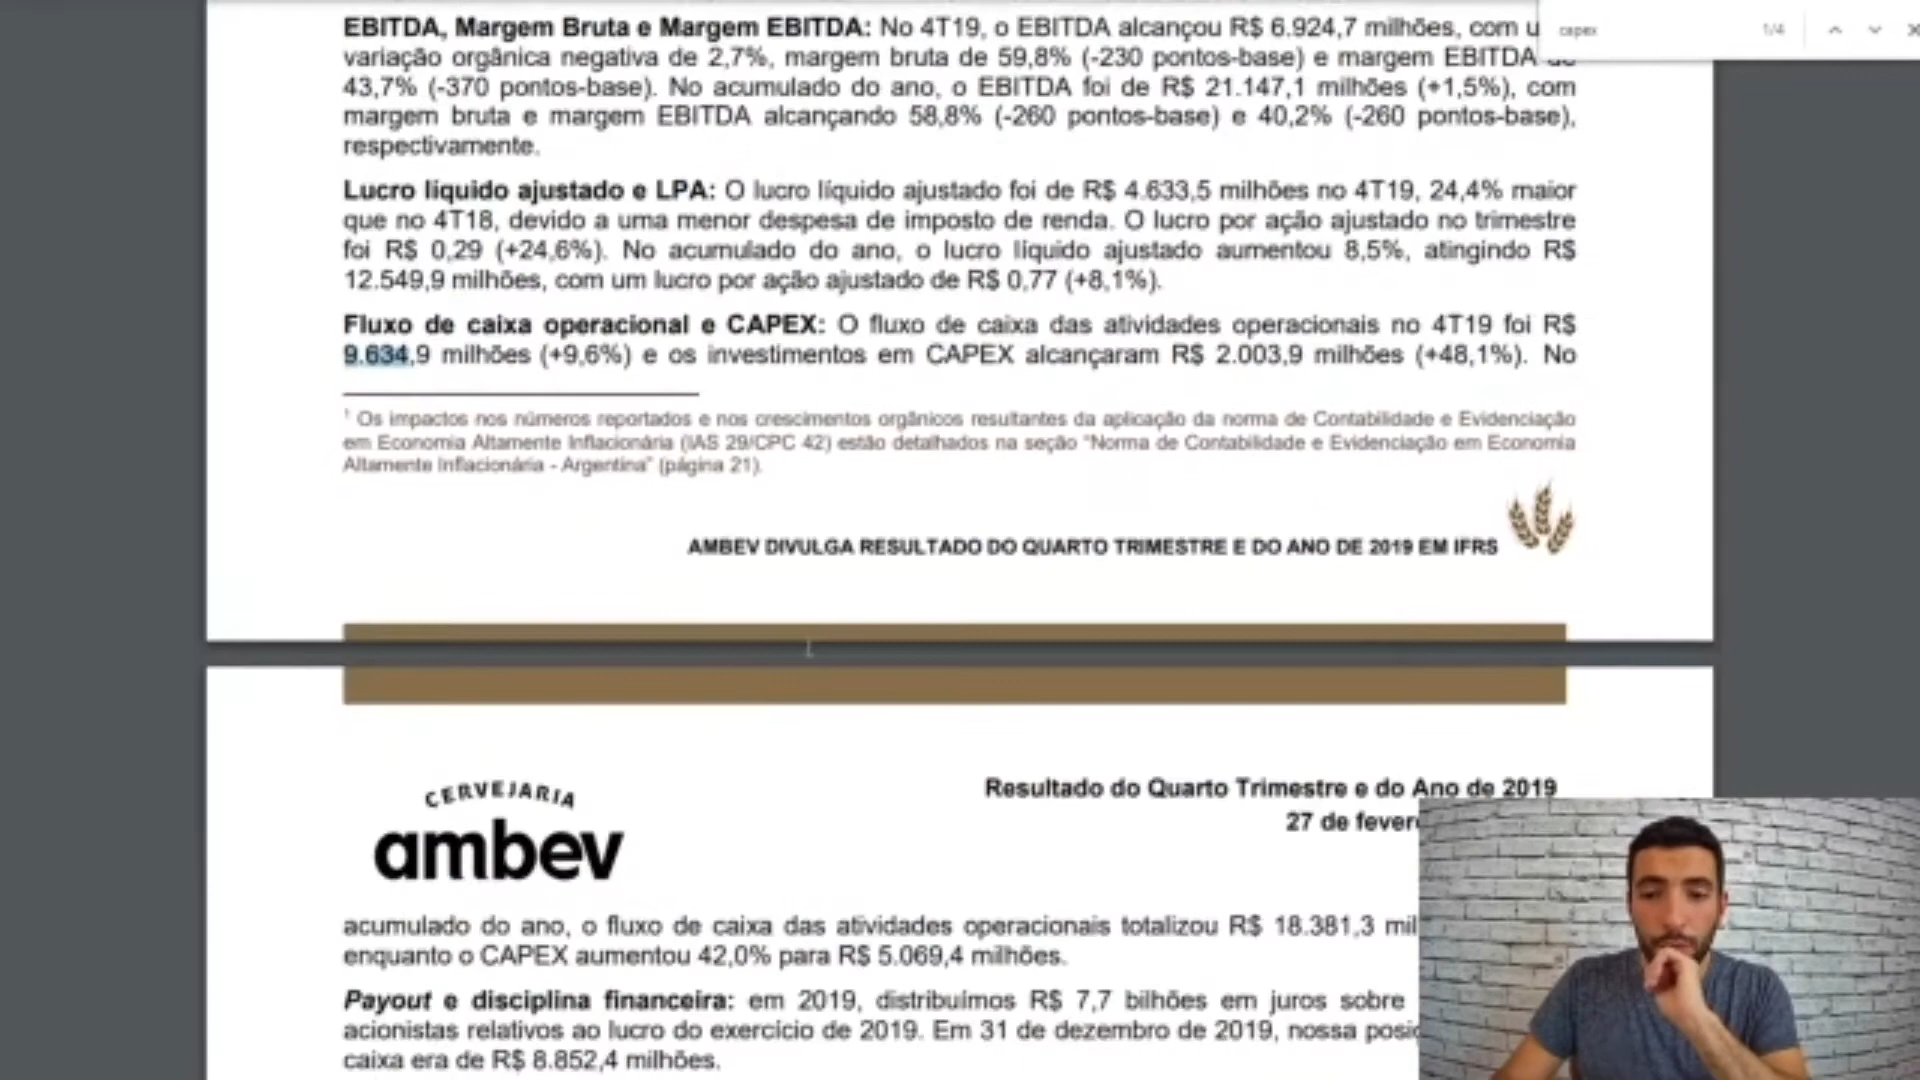 EBITDA, Margem Bruta e Margem EBITDA: No 4T19, o EBITDA alcançou R$ 6.924,7 milhões, com
variação orgânica negativa de 2,7%, margem bruta de 59,8% (-230 pontos-base) e margem EBITDA
43,7% (-370 pontos-base). No acumulado do ano, o EBITDA foi de R$ 21.147,1 milhões (+1,5%), com
margem bruta e margem EBITDA alcançando 58,8% (-260 pontos-base) e 40,2% (-260 pontos-base),
respectivamente.
capex 1/4
Lucro líquido ajustado e LPA: O lucro líquido ajustado foi de R$ 4.633,5 milhões no 4T19, 24,4% maior
que no 4T18, devido a uma menor despesa de imposto de renda. O lucro por ação ajustado no trimestre
foi R$ 0,29 (+24,6%). No acumulado do ano, o lucro líquido ajustado aumentou 8,5%, atingindo R$
12.549,9 milhões, com um lucro por ação ajustado de R$ 0,77 (+8,1%).
Fluxo de caixa operacional e CAPEX: O fluxo de caixa das atividades operacionais no 4T19 foi R$
9.634,9 milhões (+9,6%) e os investimentos em CAPEX alcançaram R$ 2.003,9 milhões (+48,1%). No
¹ Os impactos nos números reportados e nos crescimentos orgânicos resultantes da aplicação da norma de Contabilidade e Evidenciação
em Economia Altamente Inflacionária (IAS 29/CPC 42) estão detalhados na seção "Norma de Contabilidade e Evidenciação em Economia
Altamente Inflacionária - Argentina" (página 21).
AMBEV DIVULGA RESULTADO DO QUARTO TRIMESTRE E DO ANO DE 2019 EM IFRS
CERVEJARIA
ambev
Resultado do Quarto Trimestre e do Ano de 2019
27 de fever
acumulado do ano, o fluxo de caixa das atividades operacionais totalizou R$ 18.381,3 mil
enquanto o CAPEX aumentou 42,0% para R$ 5.069,4 milhões.
Payout e disciplina financeira: em 2019, distribuímos R$ 7,7 bilhões em juros sobre
acionistas relativos ao lucro do exercício de 2019. Em 31 de dezembro de 2019, nossa posi
caixa era de R$ 8.852,4 milhões.